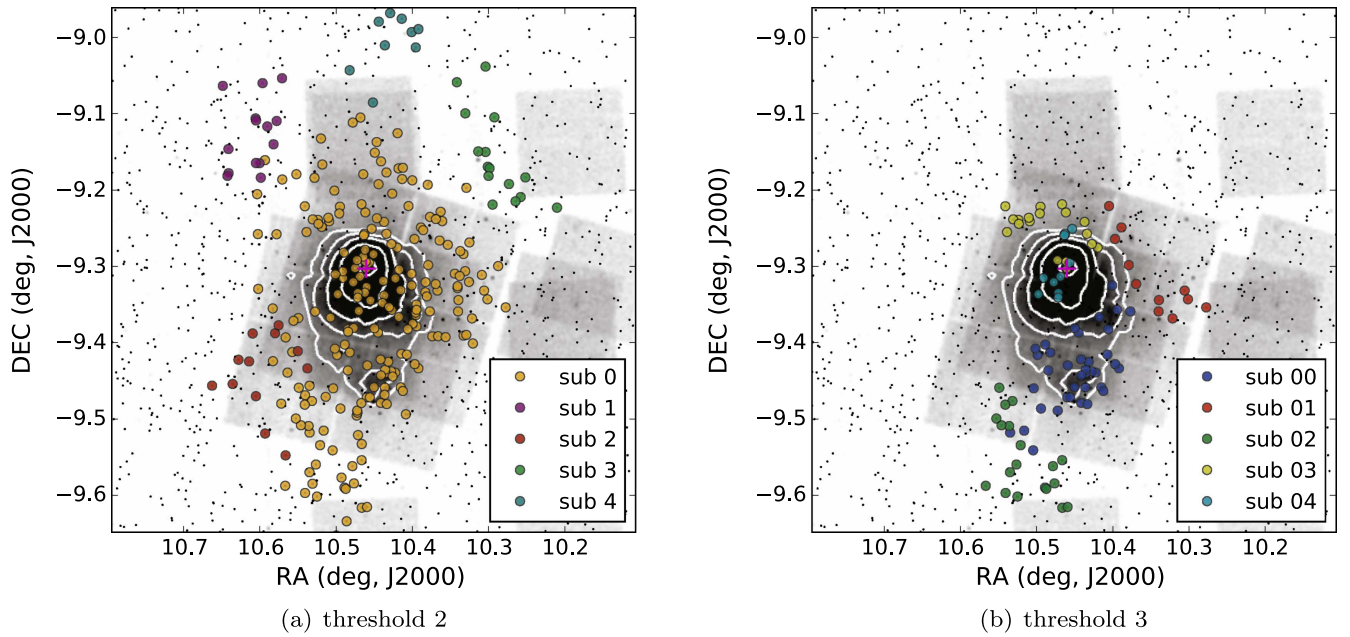 −9.0
−9.1
−9.2
−9.3
−9.4
−9.5
−9.6
DEC (deg, J2000)
10.7 10.6 10.5 10.4 10.3 10.2
RA (deg, J2000)
sub 0
sub 1
sub 2
sub 3
sub 4
(a) threshold 2
−9.0
−9.1
−9.2
−9.3
−9.4
−9.5
−9.6
DEC (deg, J2000)
10.7 10.6 10.5 10.4 10.3 10.2
RA (deg, J2000)
sub 00
sub 01
sub 02
sub 03
sub 04
(b) threshold 3